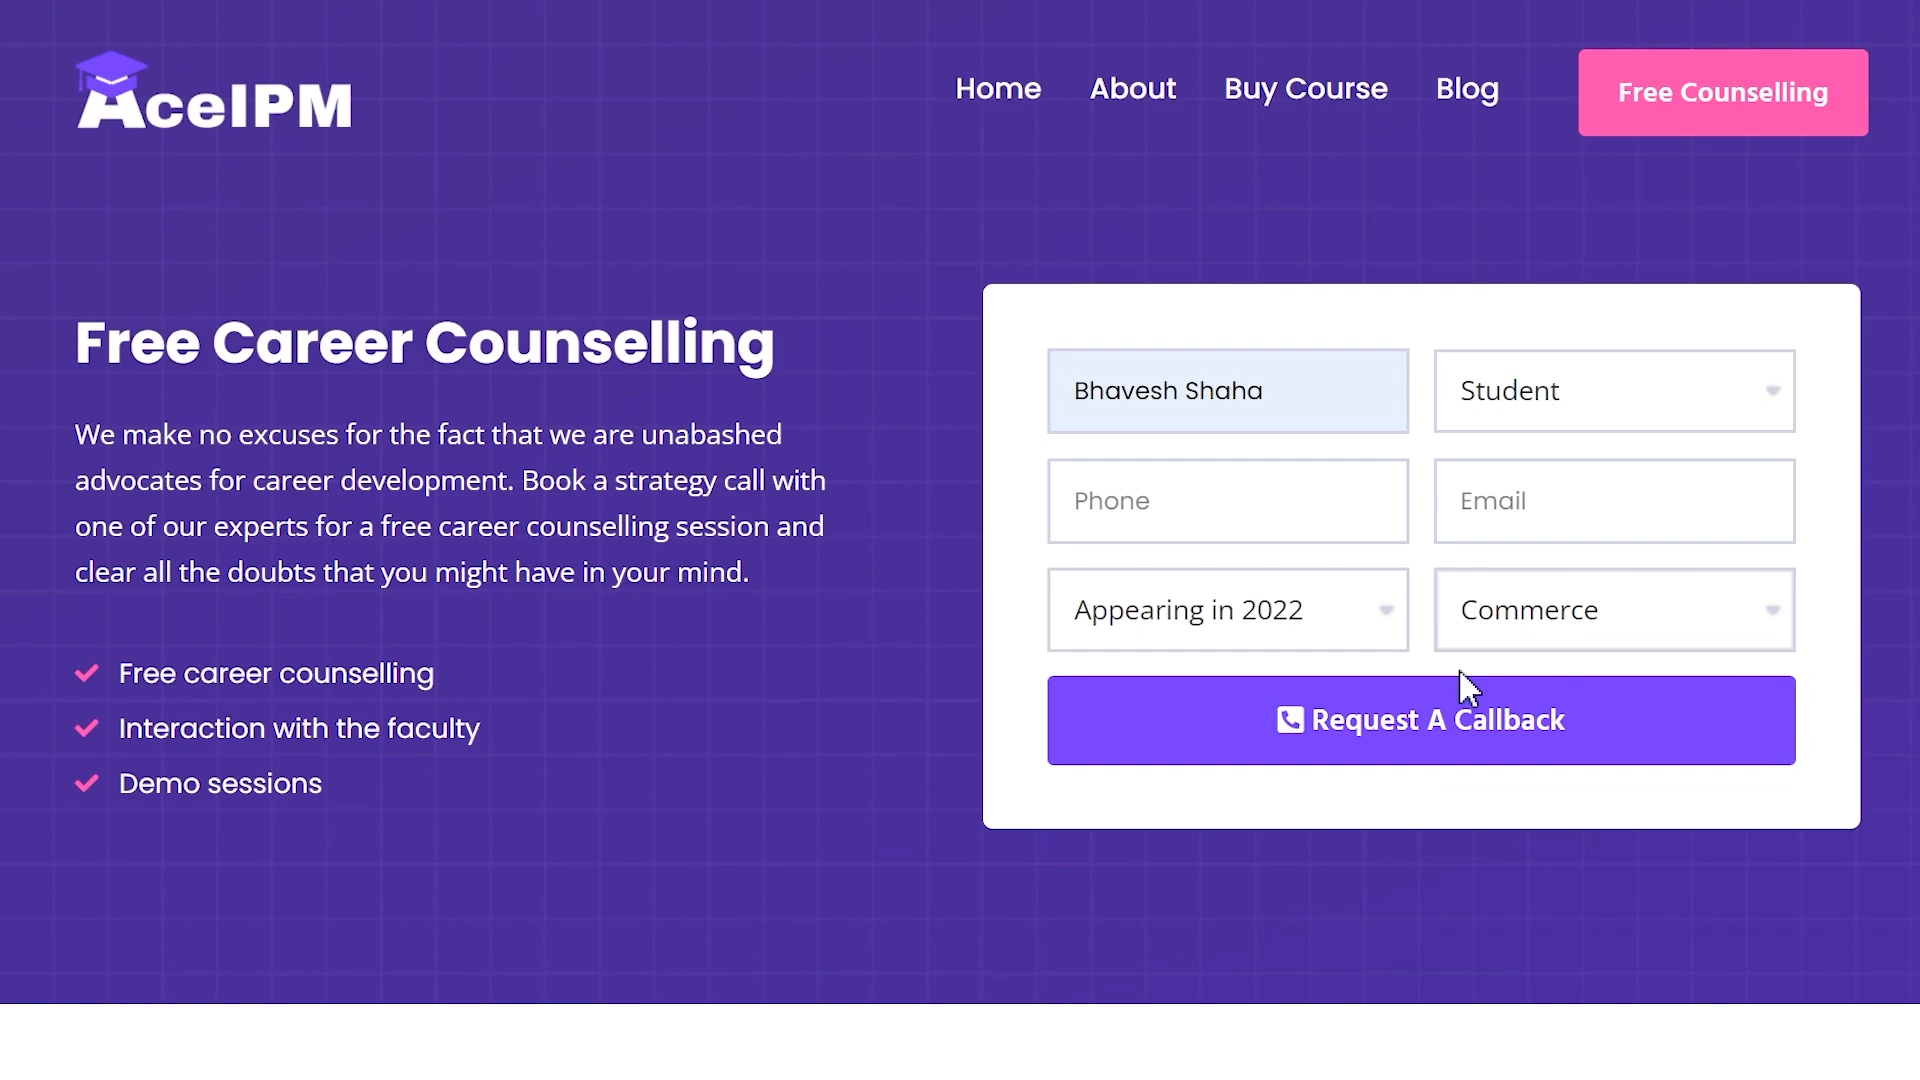 AceIPM
Home
About
Buy Course
Blog
Free Counselling
Free Career Counselling
We make no excuses for the fact that we are unabashed
advocates for career development. Book a strategy call with
one of our experts for a free career counselling session and
clear all the doubts that you might have in your mind.
Free career counselling
Interaction with the faculty
Demo sessions
Bhavesh Shaha
Student
Phone
Email
Appearing in 2022
Commerce
Request A Callback